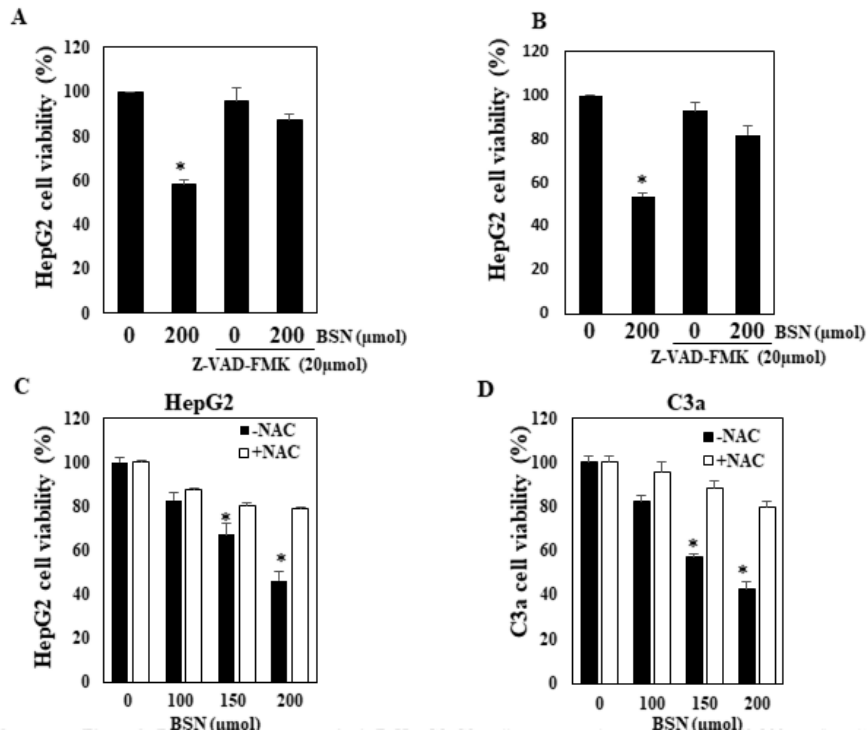 A
HepG2 cell viability (%)
120
100
80
60
40
20
0
*
0 200 0 200 BSN (μmol)
Z-VAD-FMK (20μmol)
B
HepG2 cell viability (%)
120
100
80
60
40
20
0
*
0 200 0 200 BSN (μmol)
Z-VAD-FMK (20μmol)
C
HepG2
HepG2 cell viability (%)
120
100
80
60
40
20
0
-NAC
+NAC
*
*
0 100 150 200
BSN (μmol)
D
C3a
C3a cell viability (%)
120
100
80
60
40
20
0
-NAC
+NAC
*
*
0 100 150 200
BSN (μmol)